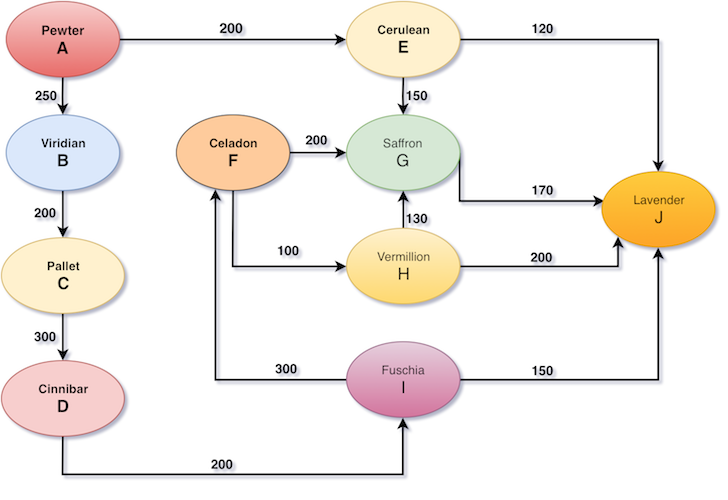 Pewter
A
200
Cerulean
E
120
250
150
Viridian
B
Celadon
F
200
Saffron
G
200
130
170
Lavender
J
Pallet
C
100
Vermillion
H
200
300
Cinnibar
D
300
Fuschia
I
150
200